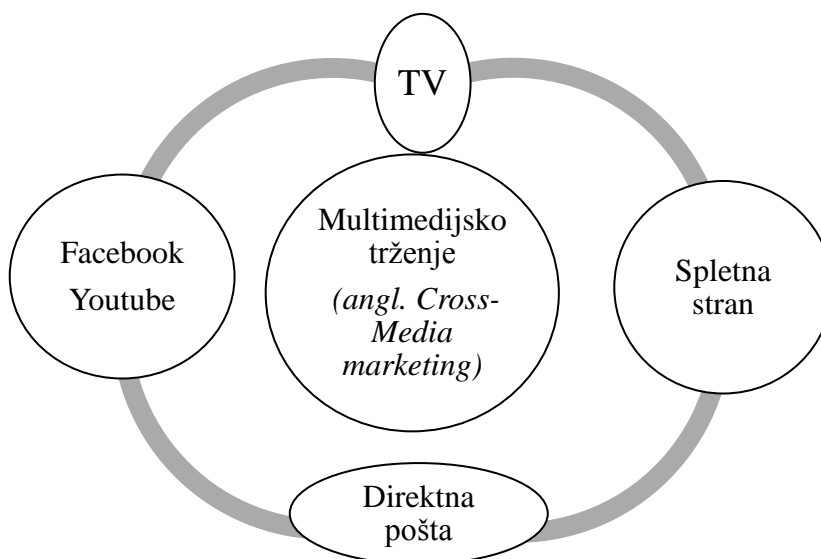 TV
Multimedijsko
trženje
(angl. Cross-
Media
marketing)
Facebook
Youtube
Spletna
stran
Direktna
pošta